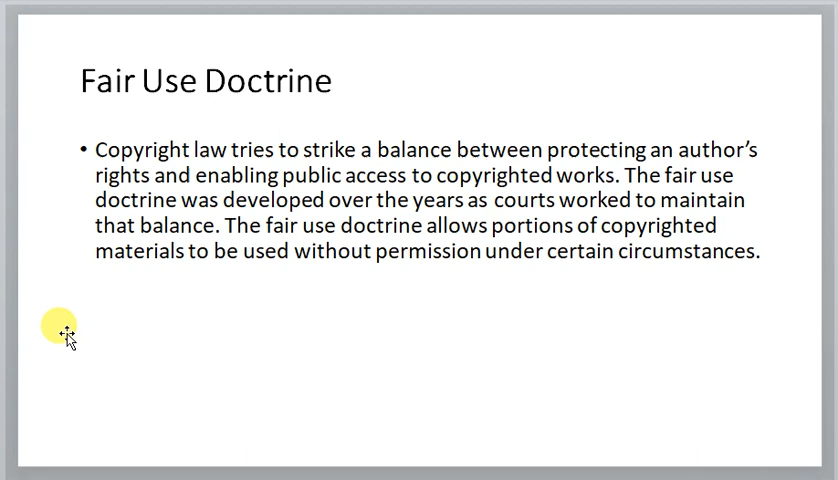 Fair Use Doctrine
• Copyright law tries to strike a balance between protecting an author’s
rights and enabling public access to copyrighted works. The fair use
doctrine was developed over the years as courts worked to maintain
that balance. The fair use doctrine allows portions of copyrighted
materials to be used without permission under certain circumstances.